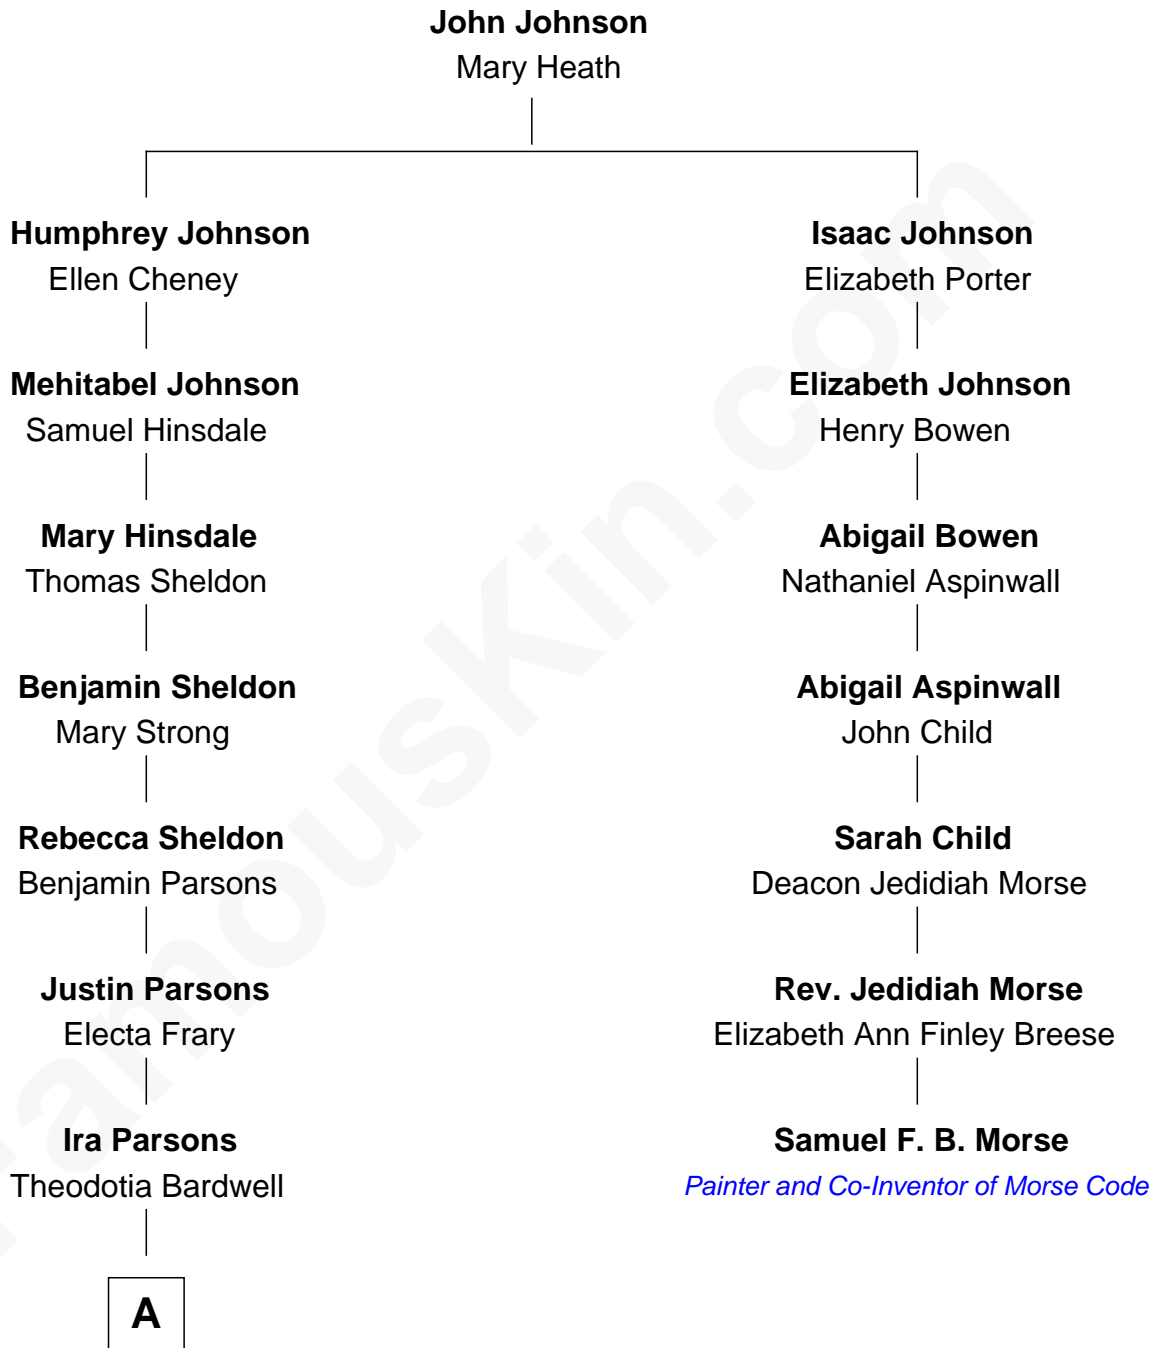 John Johnson
Mary Heath
Humphrey Johnson
Ellen Cheney
Isaac Johnson
Elizabeth Porter
Mehitabel Johnson
Samuel Hinsdale
Elizabeth Johnson
Henry Bowen
Mary Hinsdale
Thomas Sheldon
Abigail Bowen
Nathaniel Aspinwall
Benjamin Sheldon
Mary Strong
Abigail Aspinwall
John Child
Rebecca Sheldon
Benjamin Parsons
Sarah Child
Deacon Jedidiah Morse
Justin Parsons
Electa Frary
Rev. Jedidiah Morse
Elizabeth Ann Finley Breese
Ira Parsons
Theodotia Bardwell
Samuel F. B. Morse
Painter and Co-Inventor of Morse Code
A
FamousKin.com